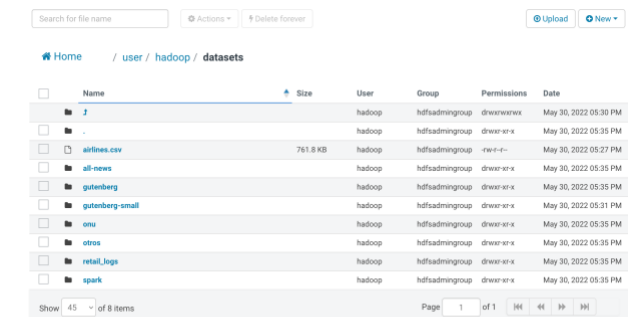 Search for file name Actions Delete forever Upload New
Home / user / hadoop / datasets
Name Size User Group Permissions Date
hadoop hdfsadmingroup drwxrwxrwx May 30, 2022 05:30 PM
. hadoop hdfsadmingroup drwxr-xr-x May 30, 2022 05:35 PM
airlines.csv 761.8 KB hadoop hdfsadmingroup -rw-r--r-- May 30, 2022 05:27 PM
all-news hadoop hdfsadmingroup drwxr-xr-x May 30, 2022 05:35 PM
gutenberg hadoop hdfsadmingroup drwxr-xr-x May 30, 2022 05:35 PM
gutenberg-small hadoop hdfsadmingroup drwxr-xr-x May 30, 2022 05:31 PM
onu hadoop hdfsadmingroup drwxr-xr-x May 30, 2022 05:35 PM
otros hadoop hdfsadmingroup drwxr-xr-x May 30, 2022 05:35 PM
retail_logs hadoop hdfsadmingroup drwxr-xr-x May 30, 2022 05:35 PM
spark hadoop hdfsadmingroup drwxr-xr-x May 30, 2022 05:35 PM
Show 45 of 8 items Page 1 of 1